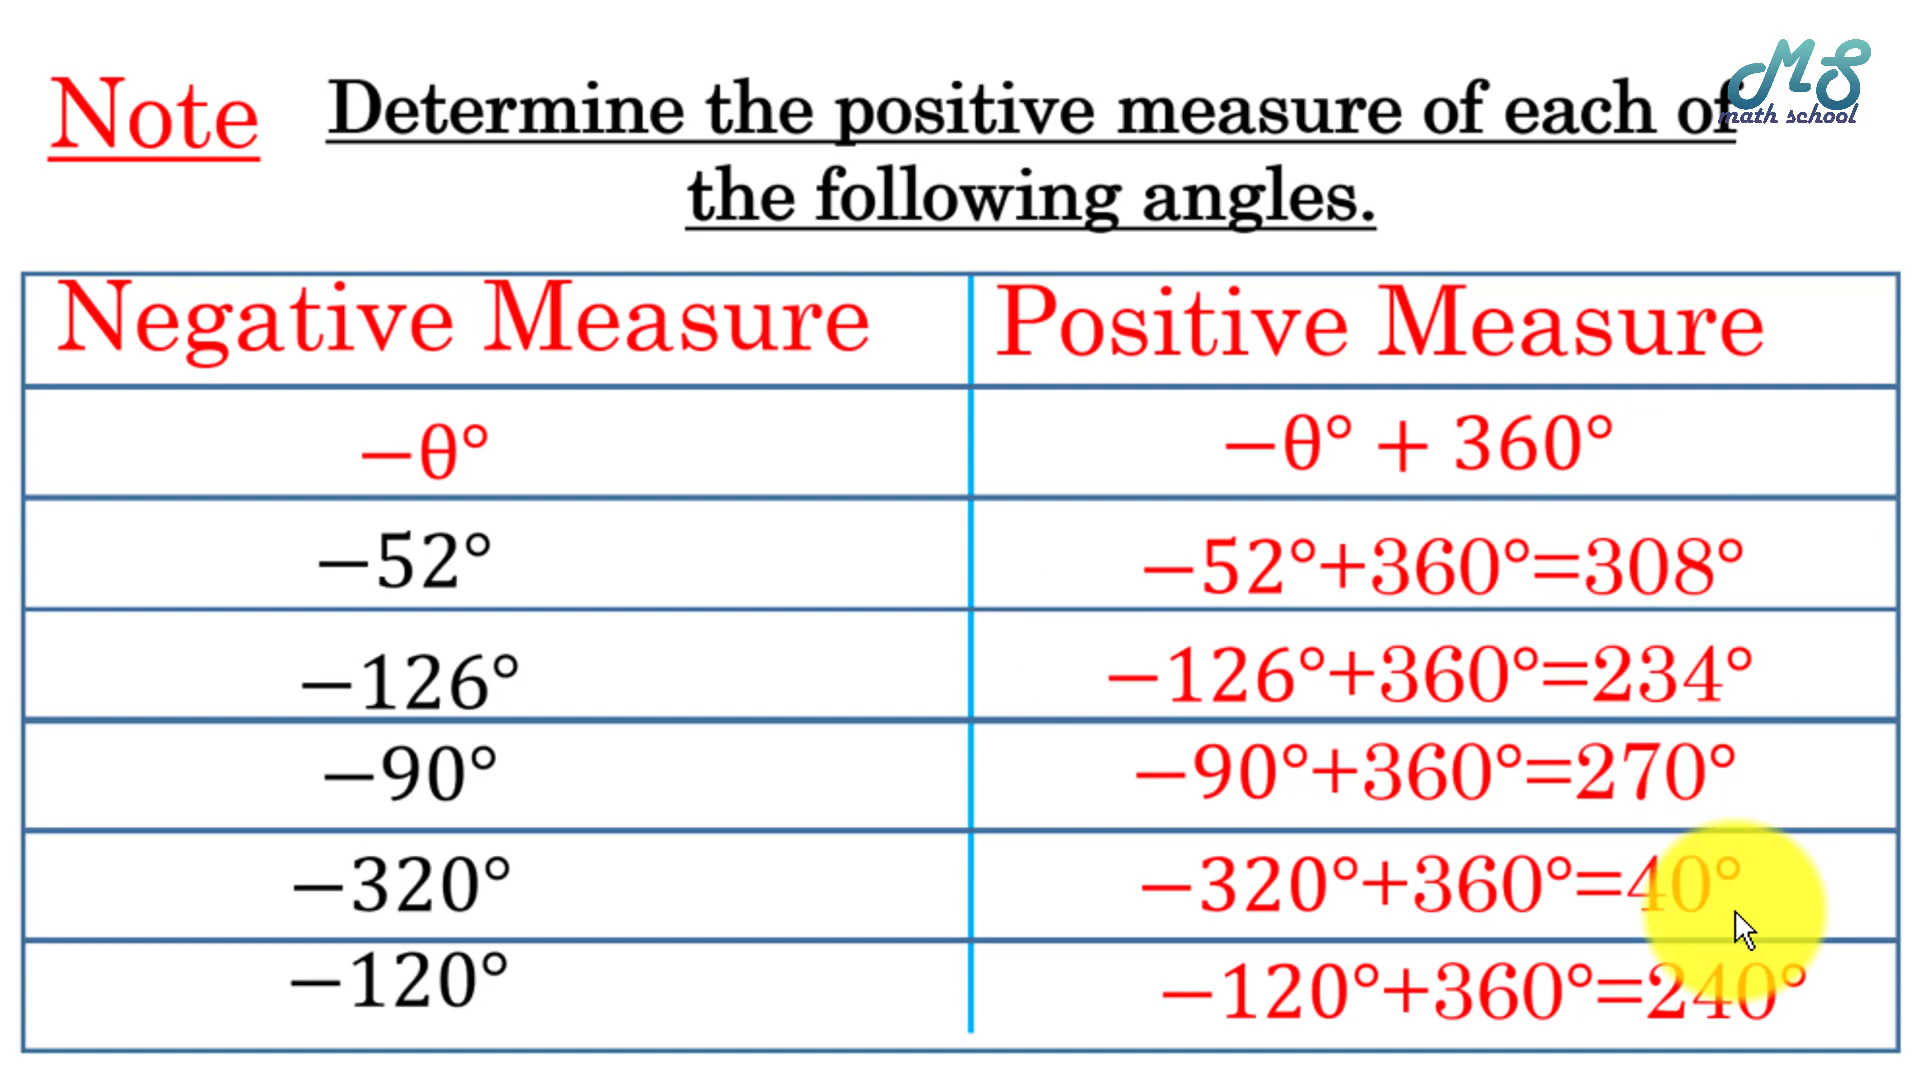 Note
Determine the positive measure of each of
the following angles.
MS
math school
Negative Measure
Positive Measure
−θ°
−θ° + 360°
−52°
−52°+360°=308°
−126°
−126°+360°=234°
−90°
−90°+360°=270°
−320°
−320°+360°=40°
−120°
−120°+360°=240°